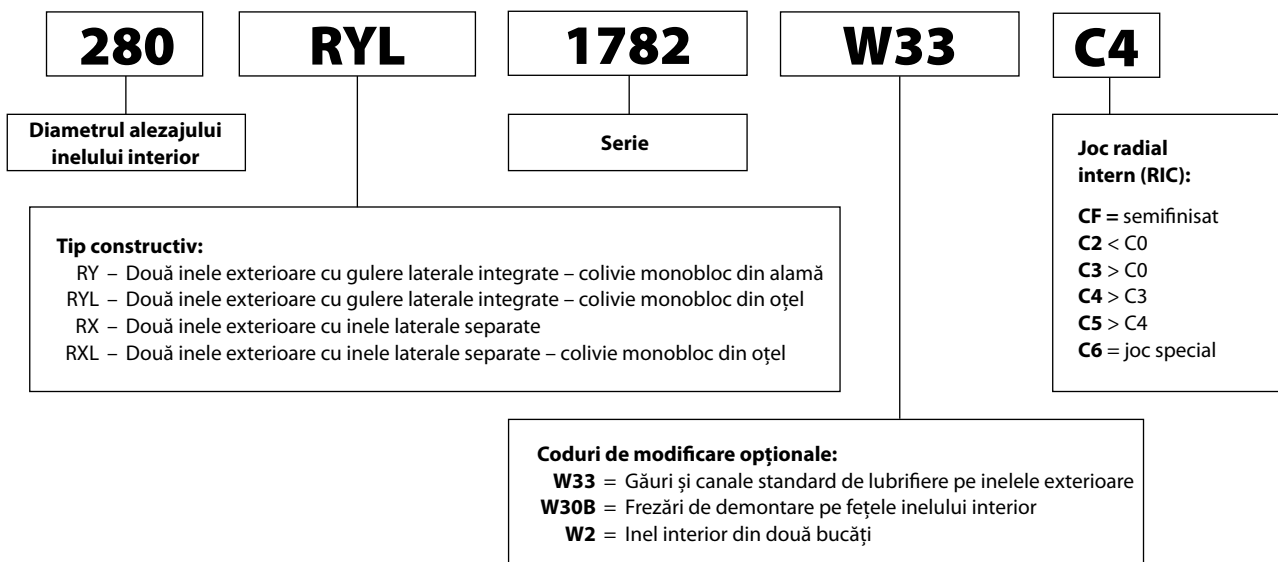 280 RYL 1782 W33 C4
Diametrul alezajului
inelului interior
Serie
Joc radial
intern (RIC):
CF = semifinisat
C2 < C0
C3 > C0
C4 > C3
C5 > C4
C6 = joc special
Tip constructiv:
RY – Două inele exterioare cu gulere laterale integrate – colivie monobloc din alamă
RYL – Două inele exterioare cu gulere laterale integrate – colivie monobloc din oțel
RX – Două inele exterioare cu inele laterale separate
RXL – Două inele exterioare cu inele laterale separate – colivie monobloc din oțel
Coduri de modificare opționale:
W33 = Găuri și canale standard de lubrifiere pe inelele exterioare
W30B = Frezări de demontare pe fețele inelului interior
W2 = Inel interior din două bucăți